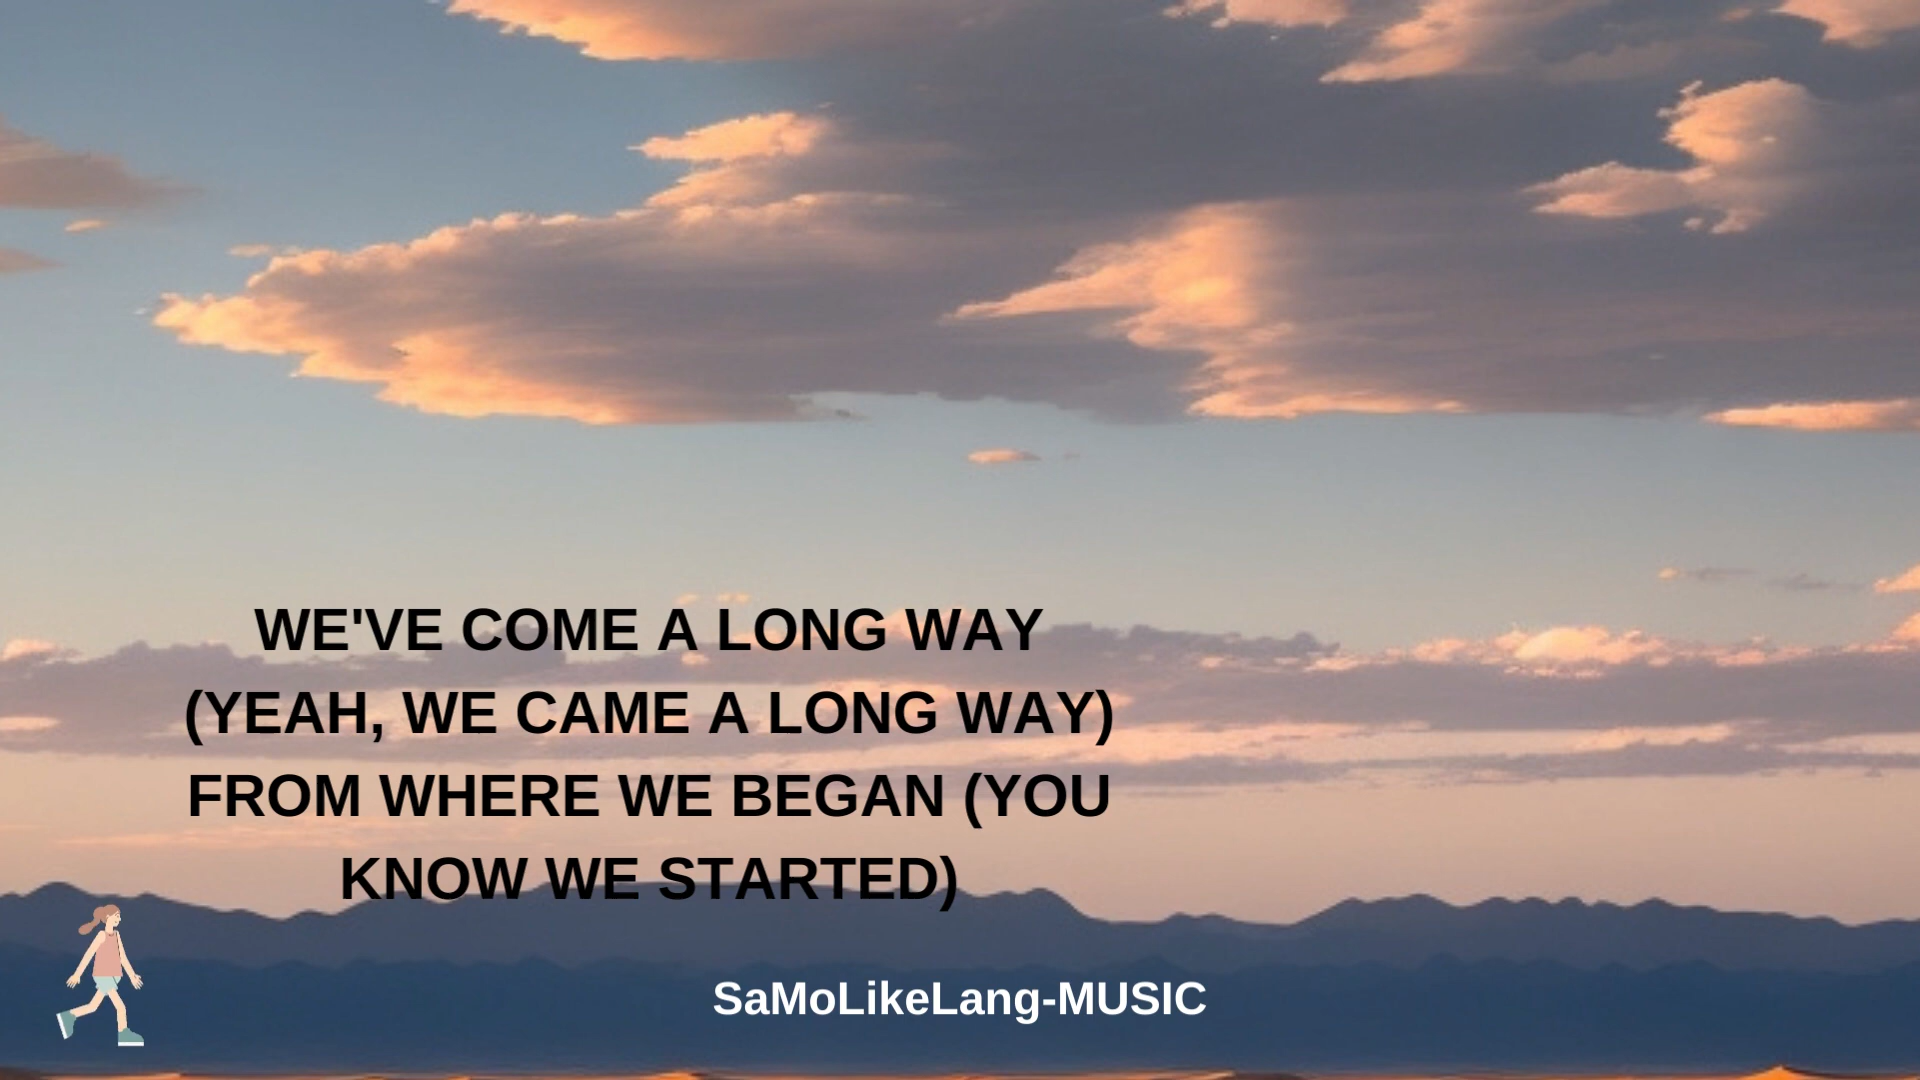 WE'VE COME A LONG WAY
(YEAH, WE CAME A LONG WAY)
FROM WHERE WE BEGAN (YOU
KNOW WE STARTED)
SaMoLikeLang-MUSIC